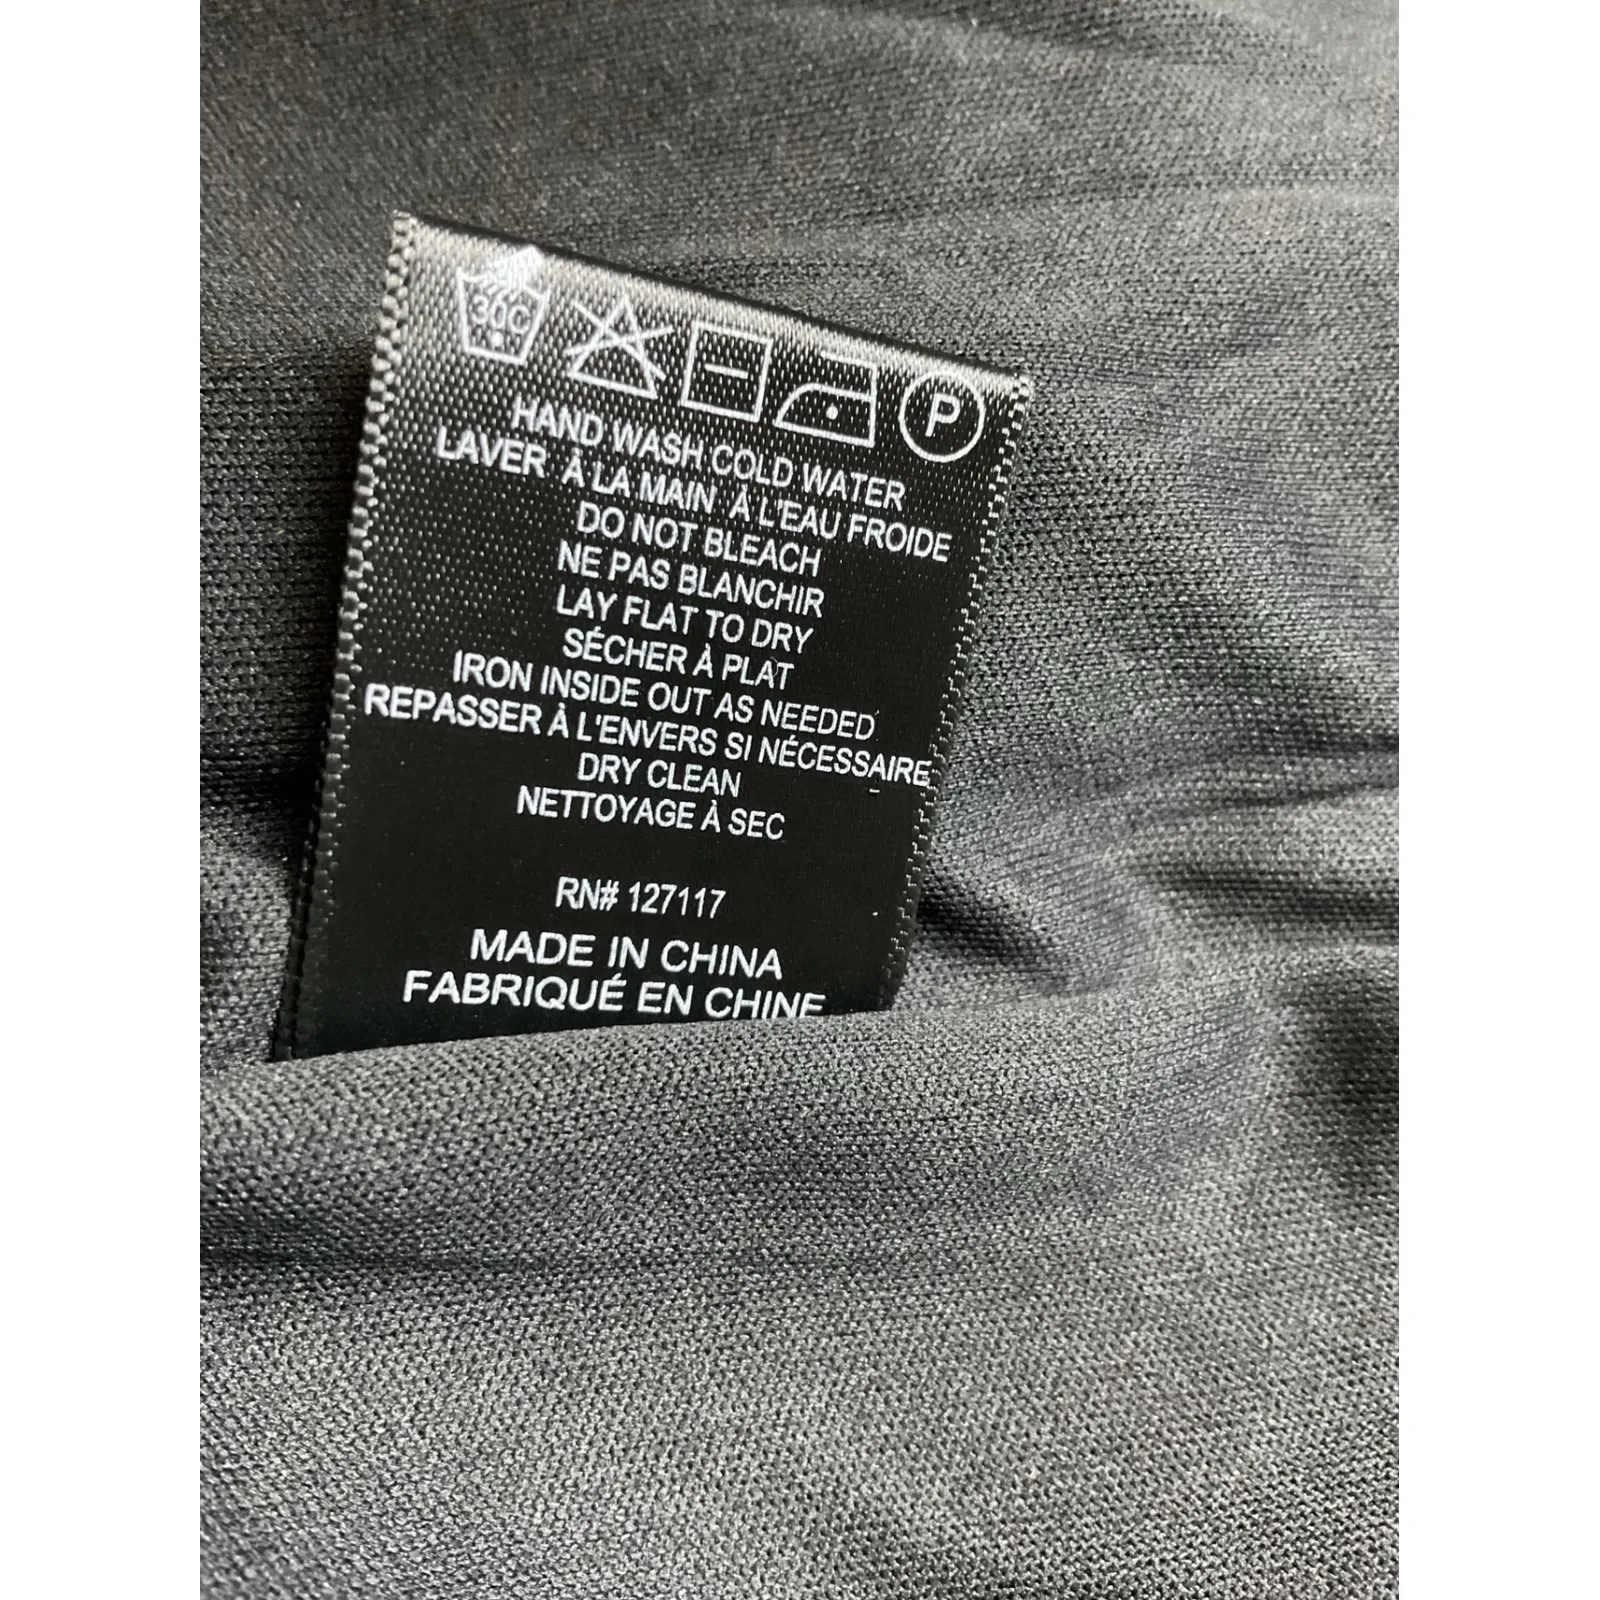 30C
P
HAND WASH COLD WATER
LAVER À LA MAIN À L'EAU FROIDE
DO NOT BLEACH
NE PAS BLANCHIR
LAY FLAT TO DRY
SÉCHER À PLAT
IRON INSIDE OUT AS NEEDED
REPASSER À L'ENVERS SI NÉCESSAIRE
DRY CLEAN
NETTOYAGE À SEC
RN# 127117
MADE IN CHINA
FABRIQUÉ EN CHINE